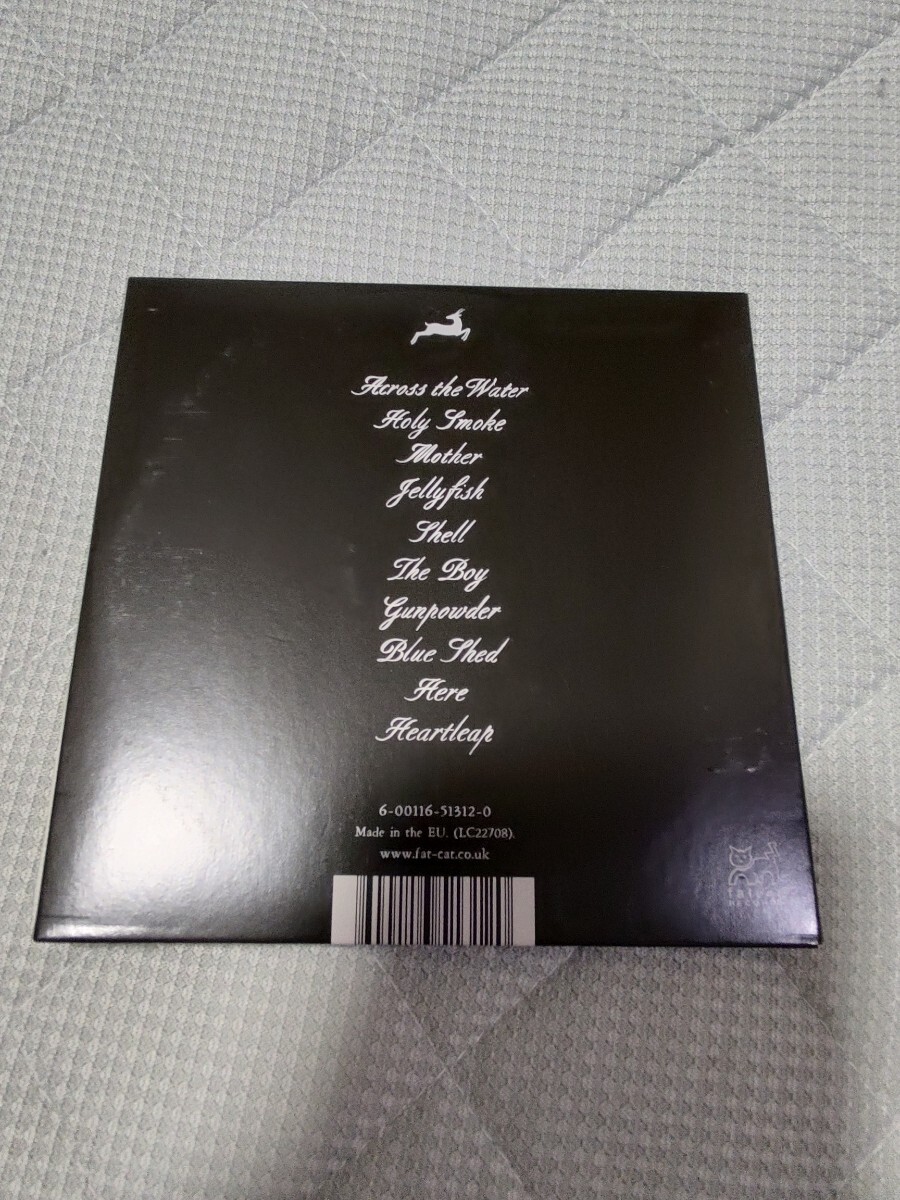 Across the Water
Holy Smoke
Mother
Jellyfish
Shell
The Boy
Gunpowder
Blue Shed
Here
Heartleap
6-00116-51312-0
Made in the EU. (LC22708).
www.fat-cat.co.uk